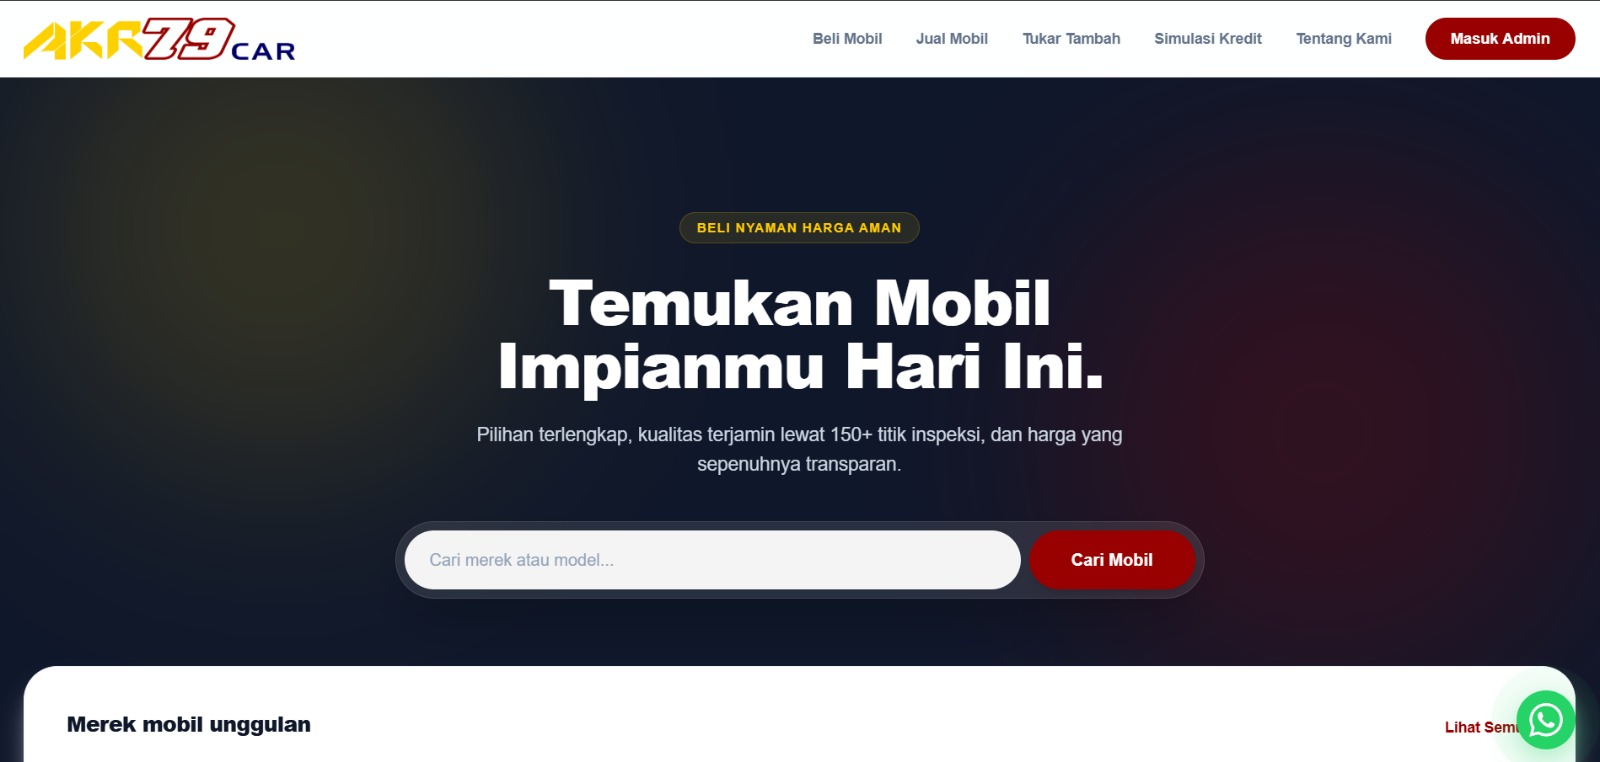 AKR79 CAR
Beli Mobil
Jual Mobil
Tukar Tambah
Simulasi Kredit
Tentang Kami
Masuk Admin
BELI NYAMAN HARGA AMAN
Temukan Mobil
Impianmu Hari Ini.
Pilihan terlengkap, kualitas terjamin lewat 150+ titik inspeksi, dan harga yang
sepenuhnya transparan.
Cari merek atau model...
Cari Mobil
Merek mobil unggulan
Lihat